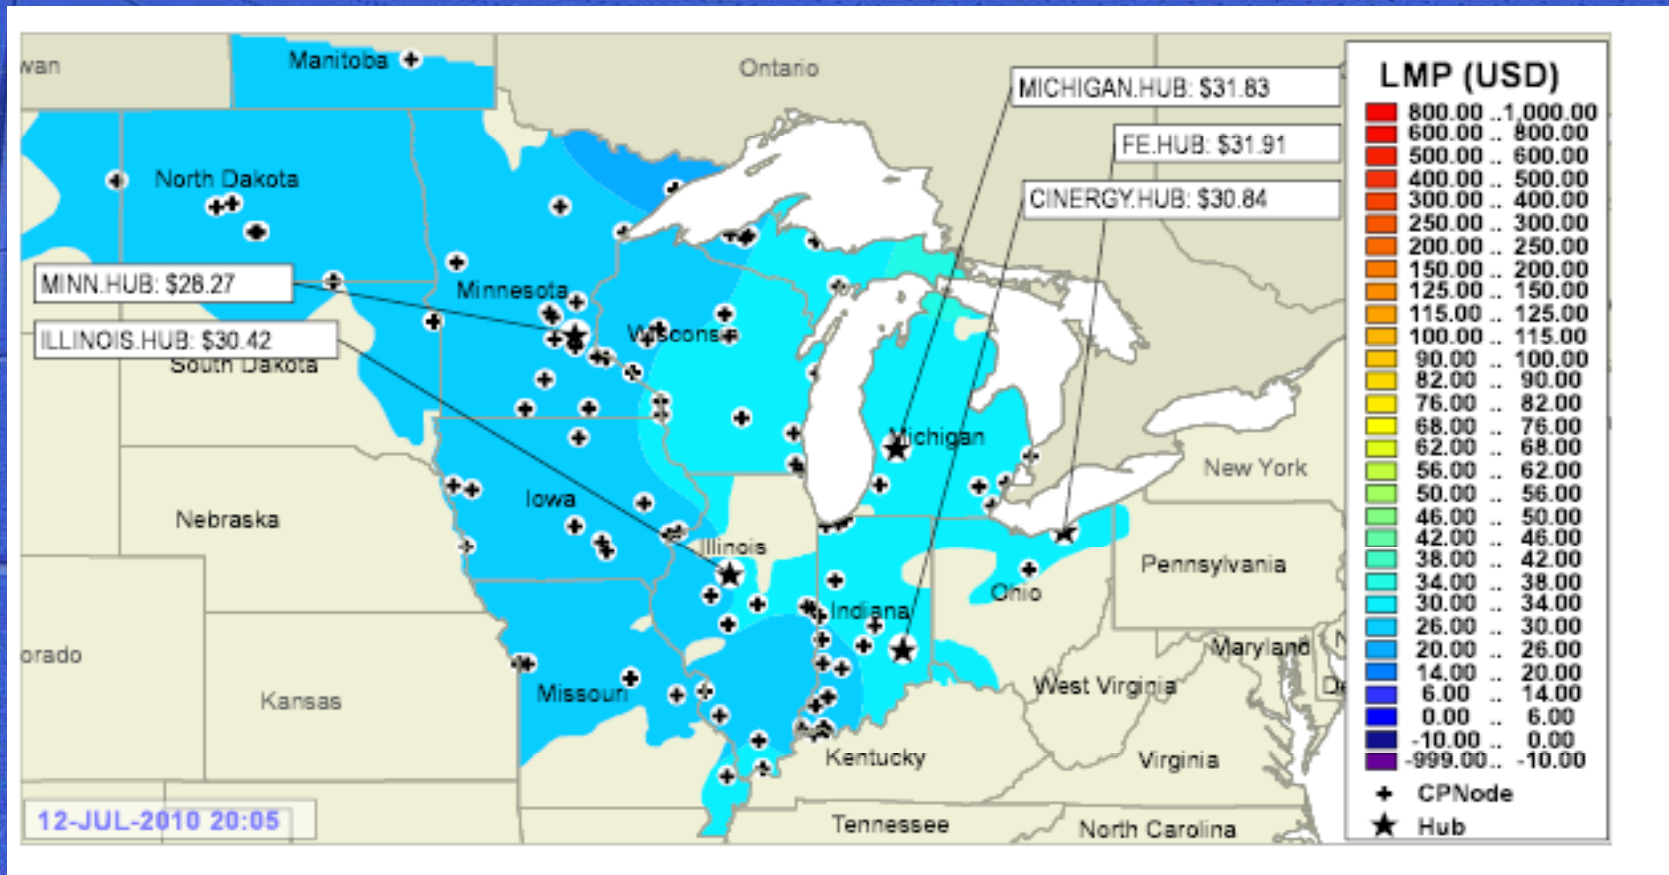 wan
Manitoba
Ontario
MICHIGAN.HUB: $31.83
FE.HUB: $31.91
CINERGY.HUB: $30.84
North Dakota
MINN.HUB: $28.27
Minnesota
ILLINOIS.HUB: $30.42
Wisconsi
South Dakota
Michigan
New York
Iowa
Nebraska
Illinois
Pennsylvania
Ohio
Indiana
orado
Maryland
N
Kansas
Missouri
West Virginia
De
Kentucky
Virginia
12-JUL-2010 20:05
Tennessee
North Carolina
LMP (USD)
800.00 .. 1,000.00
600.00 .. 800.00
500.00 .. 600.00
400.00 .. 500.00
300.00 .. 400.00
250.00 .. 300.00
200.00 .. 250.00
150.00 .. 200.00
125.00 .. 150.00
115.00 .. 125.00
100.00 .. 115.00
90.00 .. 100.00
82.00 .. 90.00
76.00 .. 82.00
68.00 .. 76.00
62.00 .. 68.00
56.00 .. 62.00
50.00 .. 56.00
46.00 .. 50.00
42.00 .. 46.00
38.00 .. 42.00
34.00 .. 38.00
30.00 .. 34.00
26.00 .. 30.00
20.00 .. 26.00
14.00 .. 20.00
6.00 .. 14.00
0.00 .. 6.00
-10.00 .. 0.00
-999.00 .. -10.00
CPNode
Hub